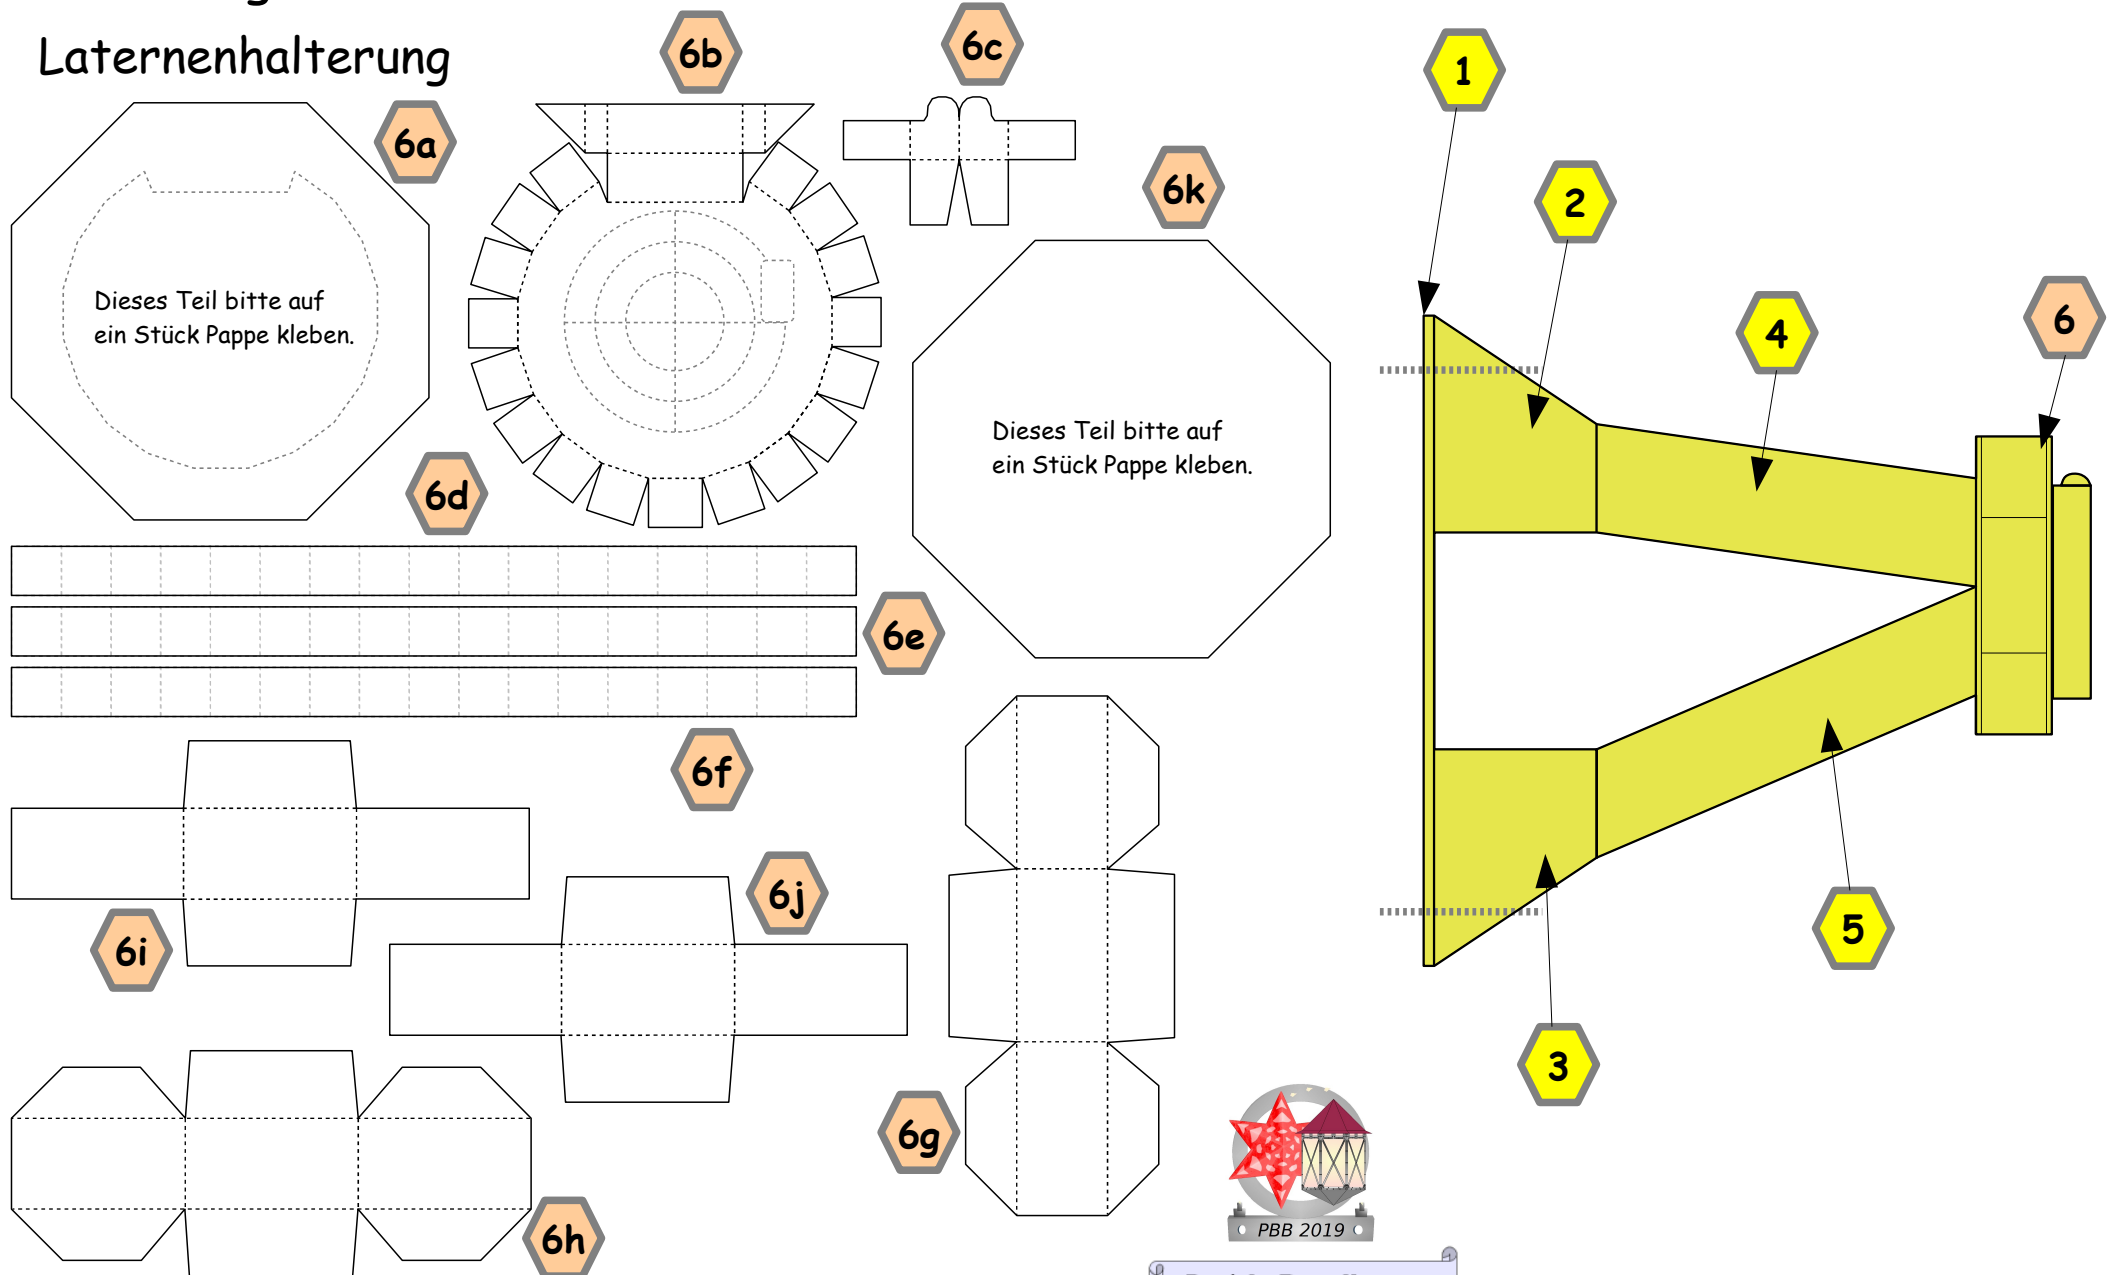 Laternenhalterung
6a
6b
6c
6k
1
2
4
6
Dieses Teil bitte auf
ein Stück Pappe kleben.
Dieses Teil bitte auf
ein Stück Pappe kleben.
6d
6e
6f
6j
6i
6g
6h
5
3
PBB 2019